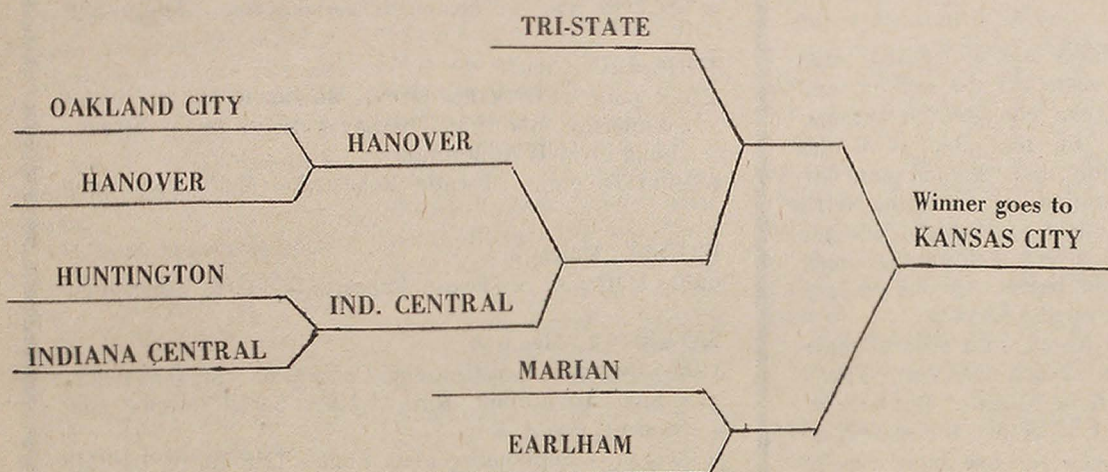 TRI-STATE
OAKLAND CITY
HANOVER
HANOVER
Winner goes to
KANSAS CITY
HUNTINGTON
IND. CENTRAL
INDIANA CENTRAL
MARIAN
EARLHAM